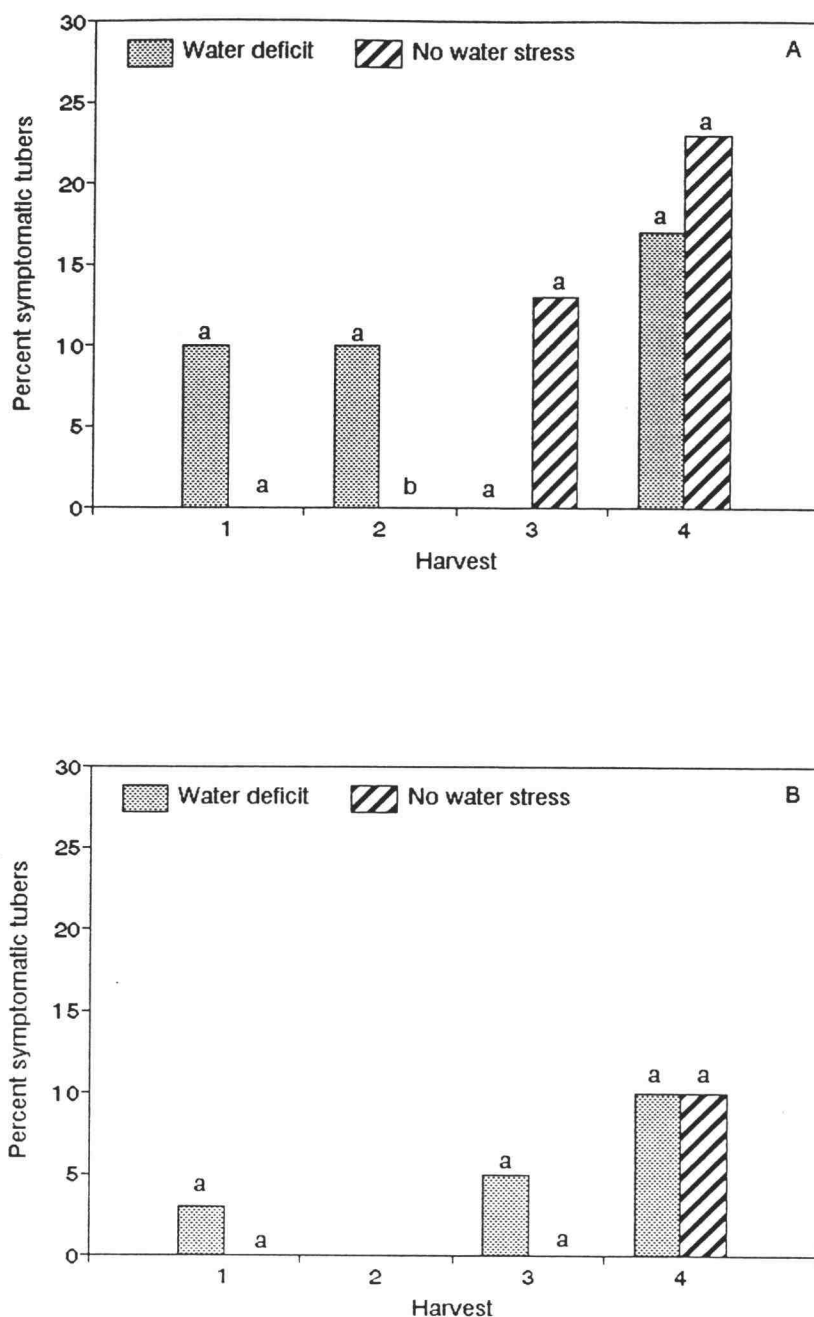 Water deficit No water stress A
30
25
20
15
10
5
0
Percent symptomatic tubers
a a a b a a a a
1 2 3 4
Harvest
Water deficit No water stress B
30
25
20
15
10
5
0
Percent symptomatic tubers
a a a a a a
1 2 3 4
Harvest